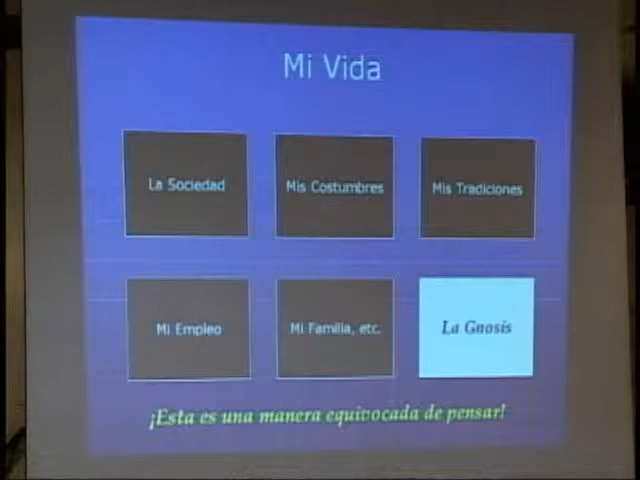 Mi Vida
La Sociedad
Mis Costumbres
Mis Tradiciones
Mi Empleo
Mi Familia, etc.
La Gnosis
¡Esta es una manera equivocada de pensar!